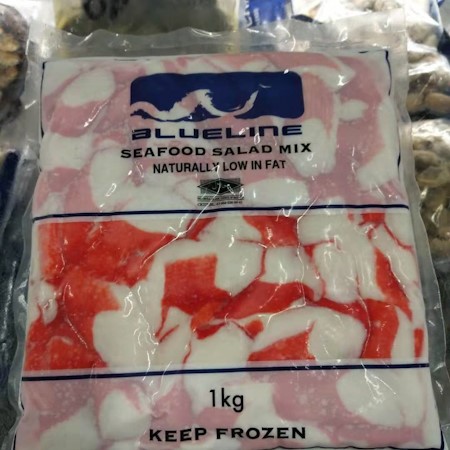 BLUELINE
SEAFOOD SALAD MIX
NATURALLY LOW IN FAT
1kg
KEEP FROZEN